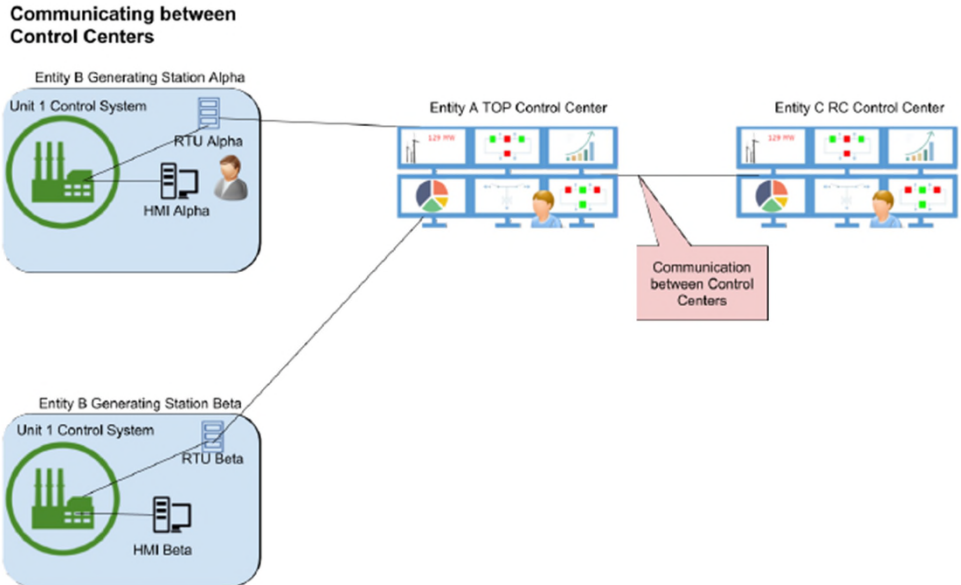 Communicating between
Control Centers
Entity B Generating Station Alpha
Unit 1 Control System
RTU Alpha
HMI Alpha
Entity A TOP Control Center
129 MW
Entity C RC Control Center
129 MW
Communication
between Control
Centers
Entity B Generating Station Beta
Unit 1 Control System
RTU Beta
HMI Beta